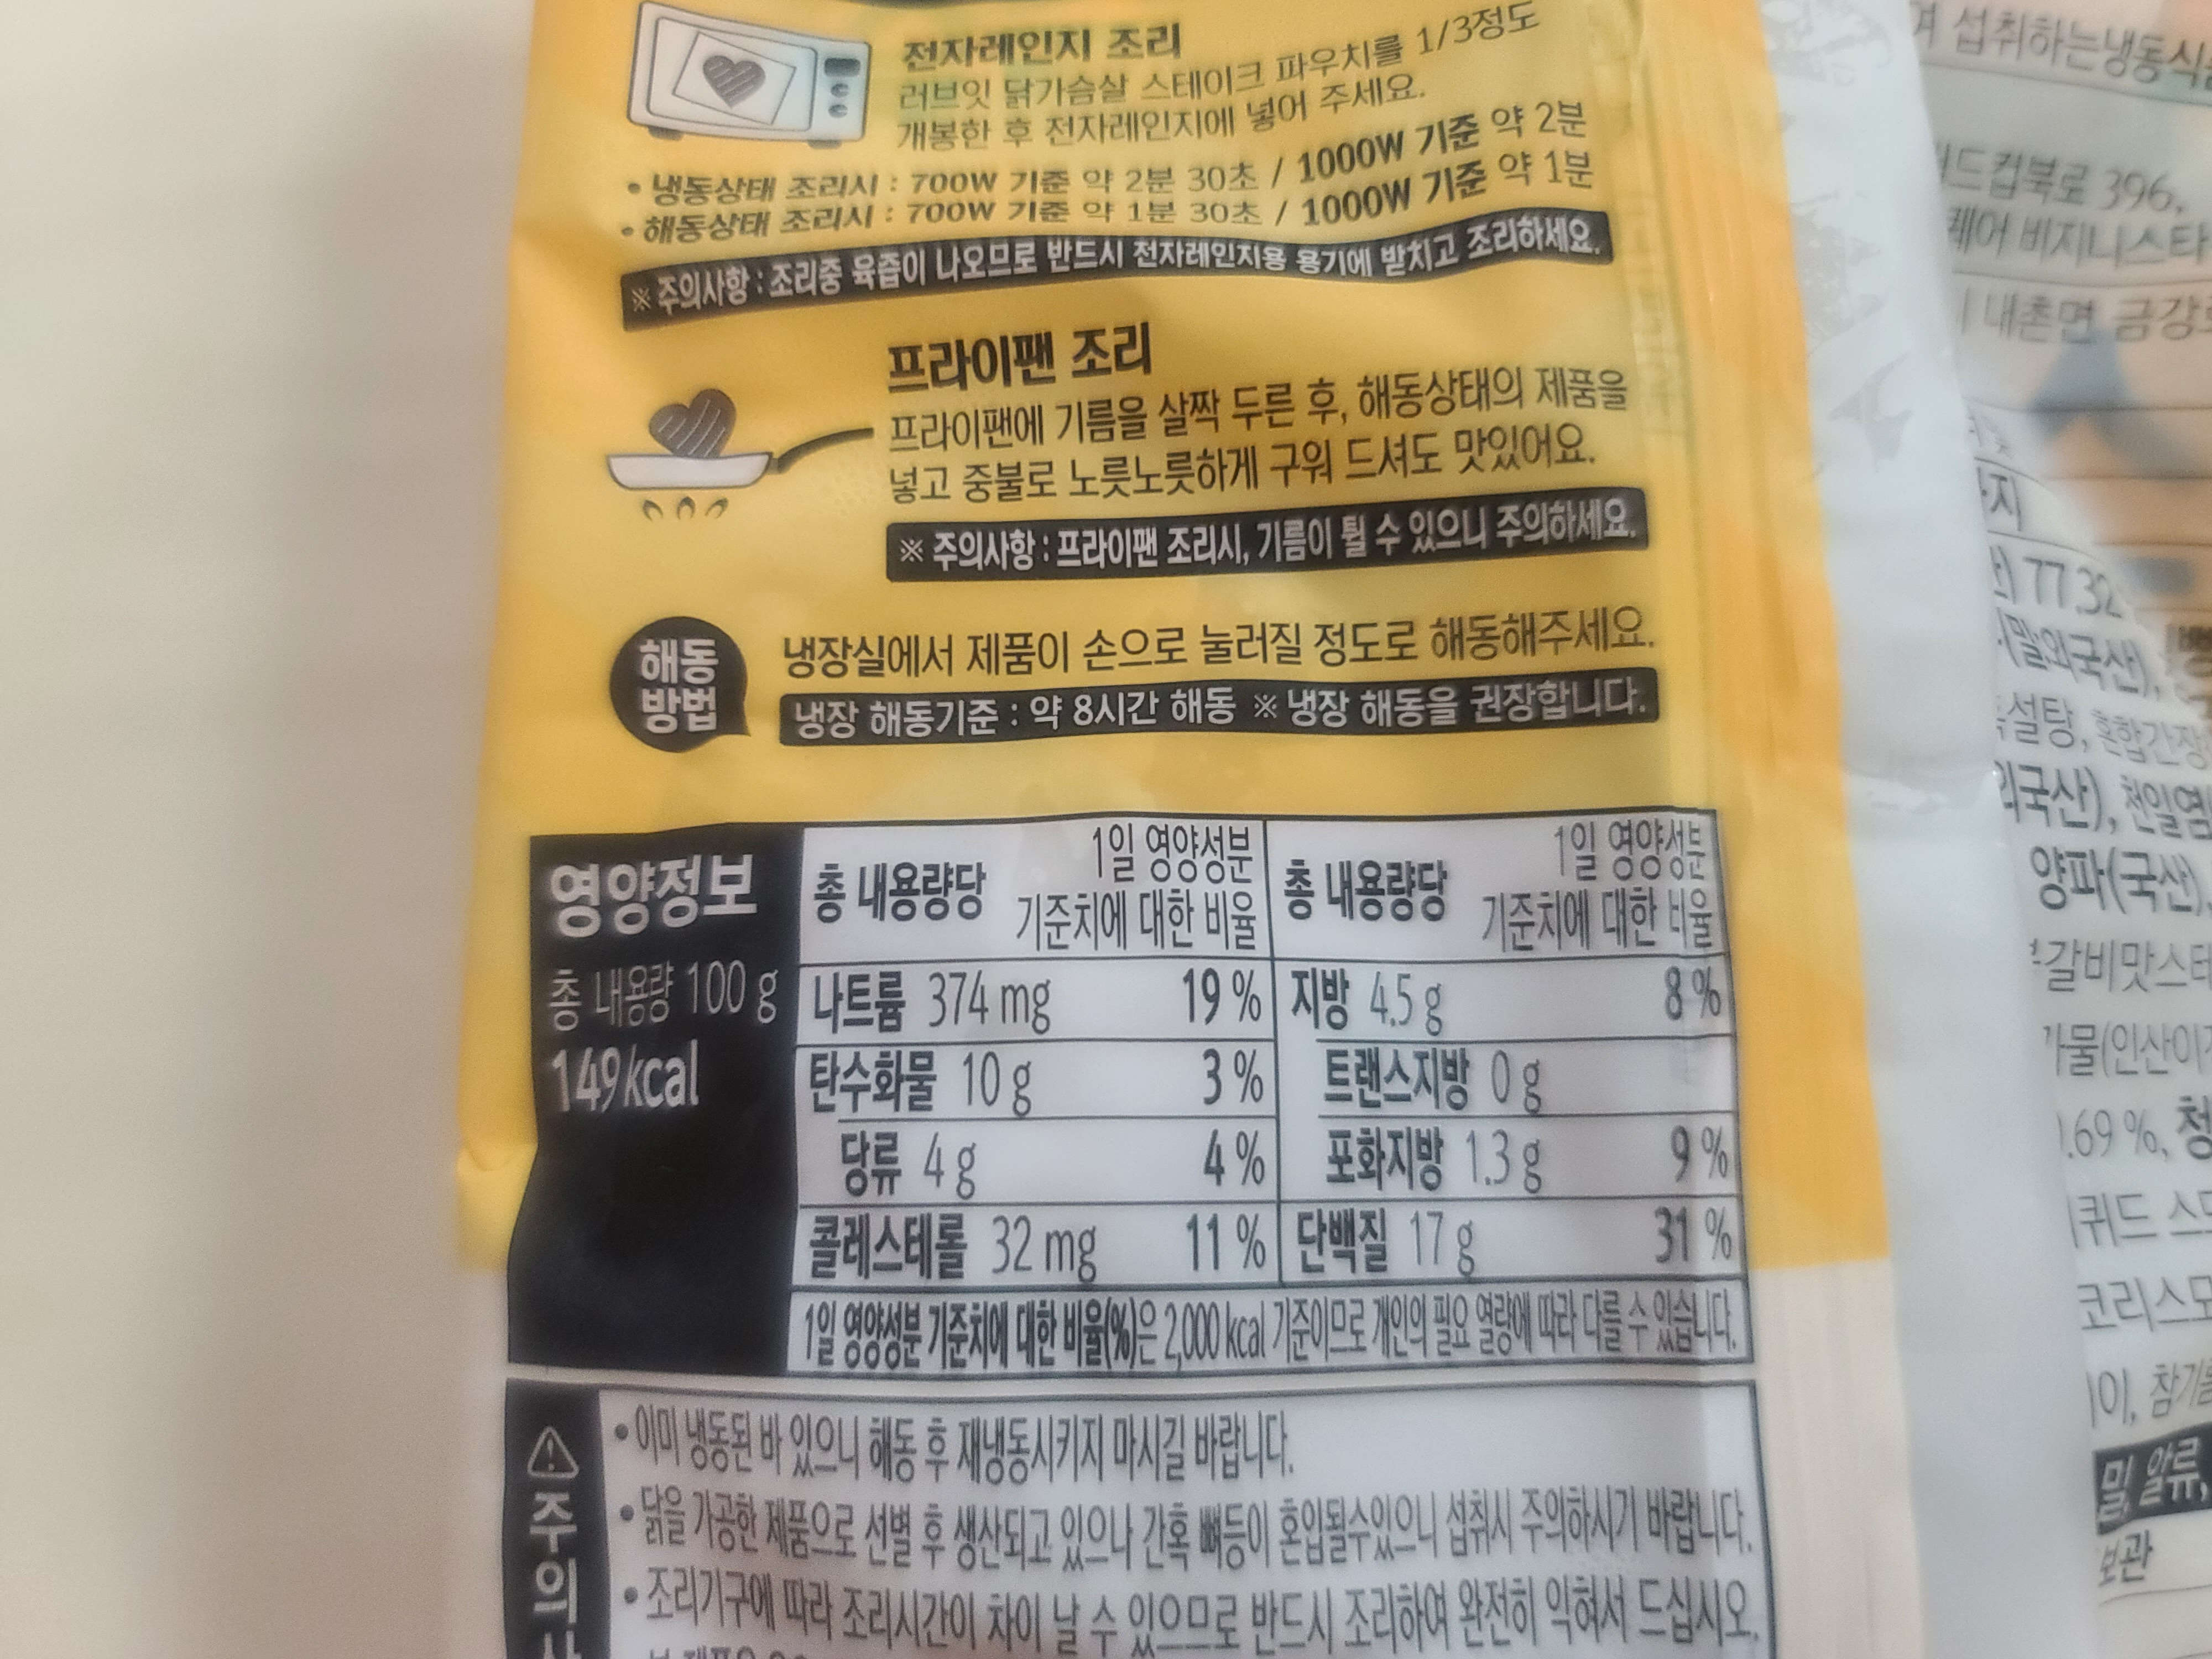 전자레인지 조리
러브잇 닭가슴살 스테이크 파우치를 1/3정도
개봉한 후 전자레인지에 넣어 주세요.
• 냉동상태 조리시 : 700W 기준 약 2분 30초 / 1000W 기준 약 2분
• 해동상태 조리시 : 700W 기준 약 1분 30초 / 1000W 기준 약 1분
※ 주의사항 : 조리중 육즙이 나오므로 반드시 전자레인지용 용기에 받치고 조리하세요.
프라이팬 조리
프라이팬에 기름을 살짝 두른 후, 해동상태의 제품을
넣고 중불로 노릇노릇하게 구워 드셔도 맛있어요.
※ 주의사항 : 프라이팬 조리시, 기름이 튈 수 있으니 주의하세요.
해동
방법
냉장실에서 제품이 손으로 눌러질 정도로 해동해주세요.
냉장 해동기준 : 약 8시간 해동 ※ 냉장 해동을 권장합니다.
영양정보
총 내용량 100 g
149kcal
총 내용량당 1일 영양성분 기준치에 대한 비율 총 내용량당 1일 영양성분 기준치에 대한 비율
나트륨 374 mg 19 % 지방 4.5 g 8 %
탄수화물 10 g 3 % 트랜스지방 0 g
당류 4 g 4 % 포화지방 1.3 g 9 %
콜레스테롤 32 mg 11 % 단백질 17 g 31 %
1일 영양성분 기준치에 대한 비율(%)은 2,000 kcal 기준이므로 개인의 필요 열량에 따라 다를 수 있습니다.
주의
• 이미 냉동된 바 있으니 해동 후 재냉동시키지 마시길 바랍니다.
• 닭을 가공한 제품으로 선별 후 생산되고 있으나 간혹 뼈등이 혼입될수있으니 섭취시 주의하시기 바랍니다.
• 조리기구에 따라 조리시간이 차이 날 수 있으므로 반드시 조리하여 완전히 익혀서 드십시오.
여 섭취하는냉동식
드컵북로 396,
케어 비지니스타
내촌면 금강
지
77 32
설탕, 혼합간장
외국산), 천일염
양파(국산),
갈비맛스테
.69 %, 청
퀴드 스
코리스모
이, 참기름
밀, 알류,
보관